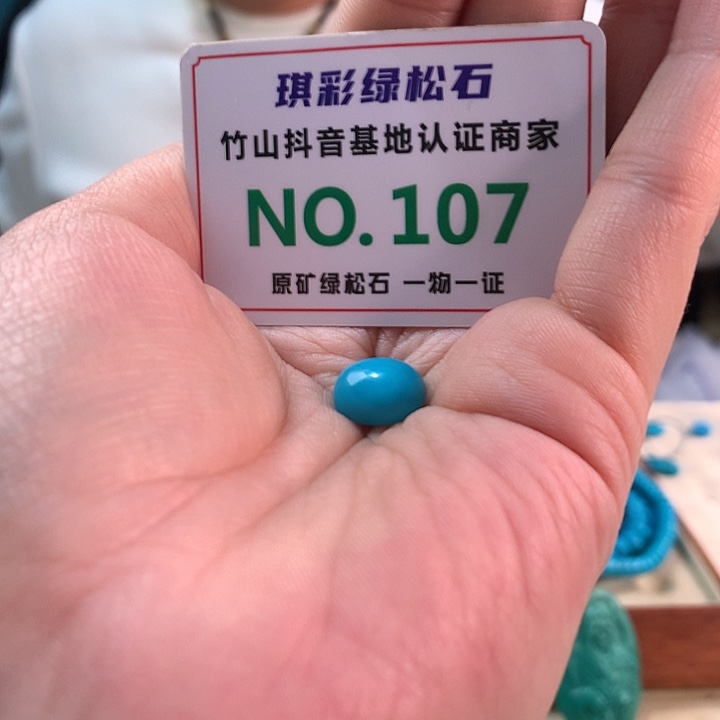 琪彩绿松石
竹山抖音基地认证商家
NO.107
原矿绿松石 一物一证